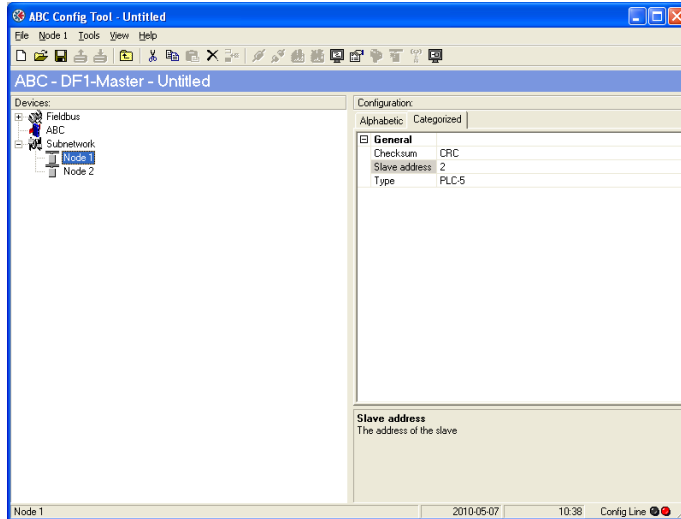 ABC Config Tool - Untitled
File Node 1 Tools View Help
ABC - DF1-Master - Untitled
Devices:
Fieldbus
ABC
Subnetwork
Node 1
Node 2
Configuration:
Alphabetic Categorized
General
Checksum CRC
Slave address 2
Type PLC-5
Slave address
The address of the slave
Node 1 2010-05-07 10:38 Config Line